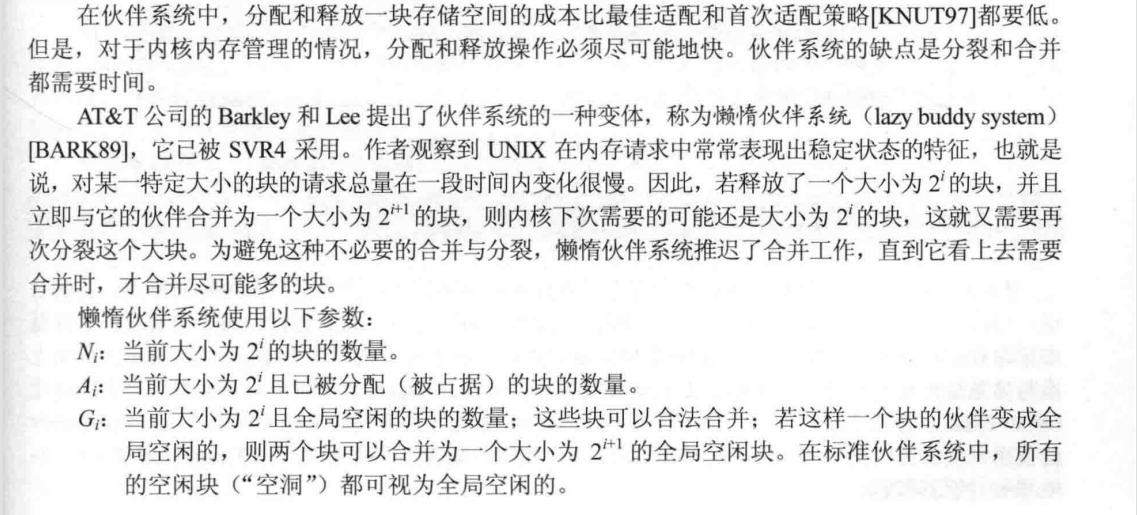 在伙伴系统中，分配和释放一块存储空间的成本比最佳适配和首次适配策略[KNUT97]都要低。
但是，对于内核内存管理的情况，分配和释放操作必须尽可能地快。伙伴系统的缺点是分裂和合并
都需要时间。
AT&T 公司的 Barkley 和 Lee 提出了伙伴系统的一种变体，称为懒惰伙伴系统（lazy buddy system）
[BARK89]，它已被 SVR4 采用。作者观察到 UNIX 在内存请求中常常表现出稳定状态的特征，也就是
说，对某一特定大小的块的请求总量在一段时间内变化很慢。因此，若释放了一个大小为 2^i 的块，并且
立即与它的伙伴合并为一个大小为 2^{i+1} 的块，则内核下次需要的可能还是大小为 2^i 的块，这就又需要再
次分裂这个大块。为避免这种不必要的合并与分裂，懒惰伙伴系统推迟了合并工作，直到它看上去需要
合并时，才合并尽可能多的块。
懒惰伙伴系统使用以下参数：
N_i：当前大小为 2^i 的块的数量。
A_i：当前大小为 2^i 且已被分配（被占据）的块的数量。
G_i：当前大小为 2^i 且全局空闲的块的数量；这些块可以合法合并；若这样一个块的伙伴变成全
局空闲的，则两个块可以合并为一个大小为 2^{i+1} 的全局空闲块。在标准伙伴系统中，所有
的空闲块（“空洞”）都可视为全局空闲的。